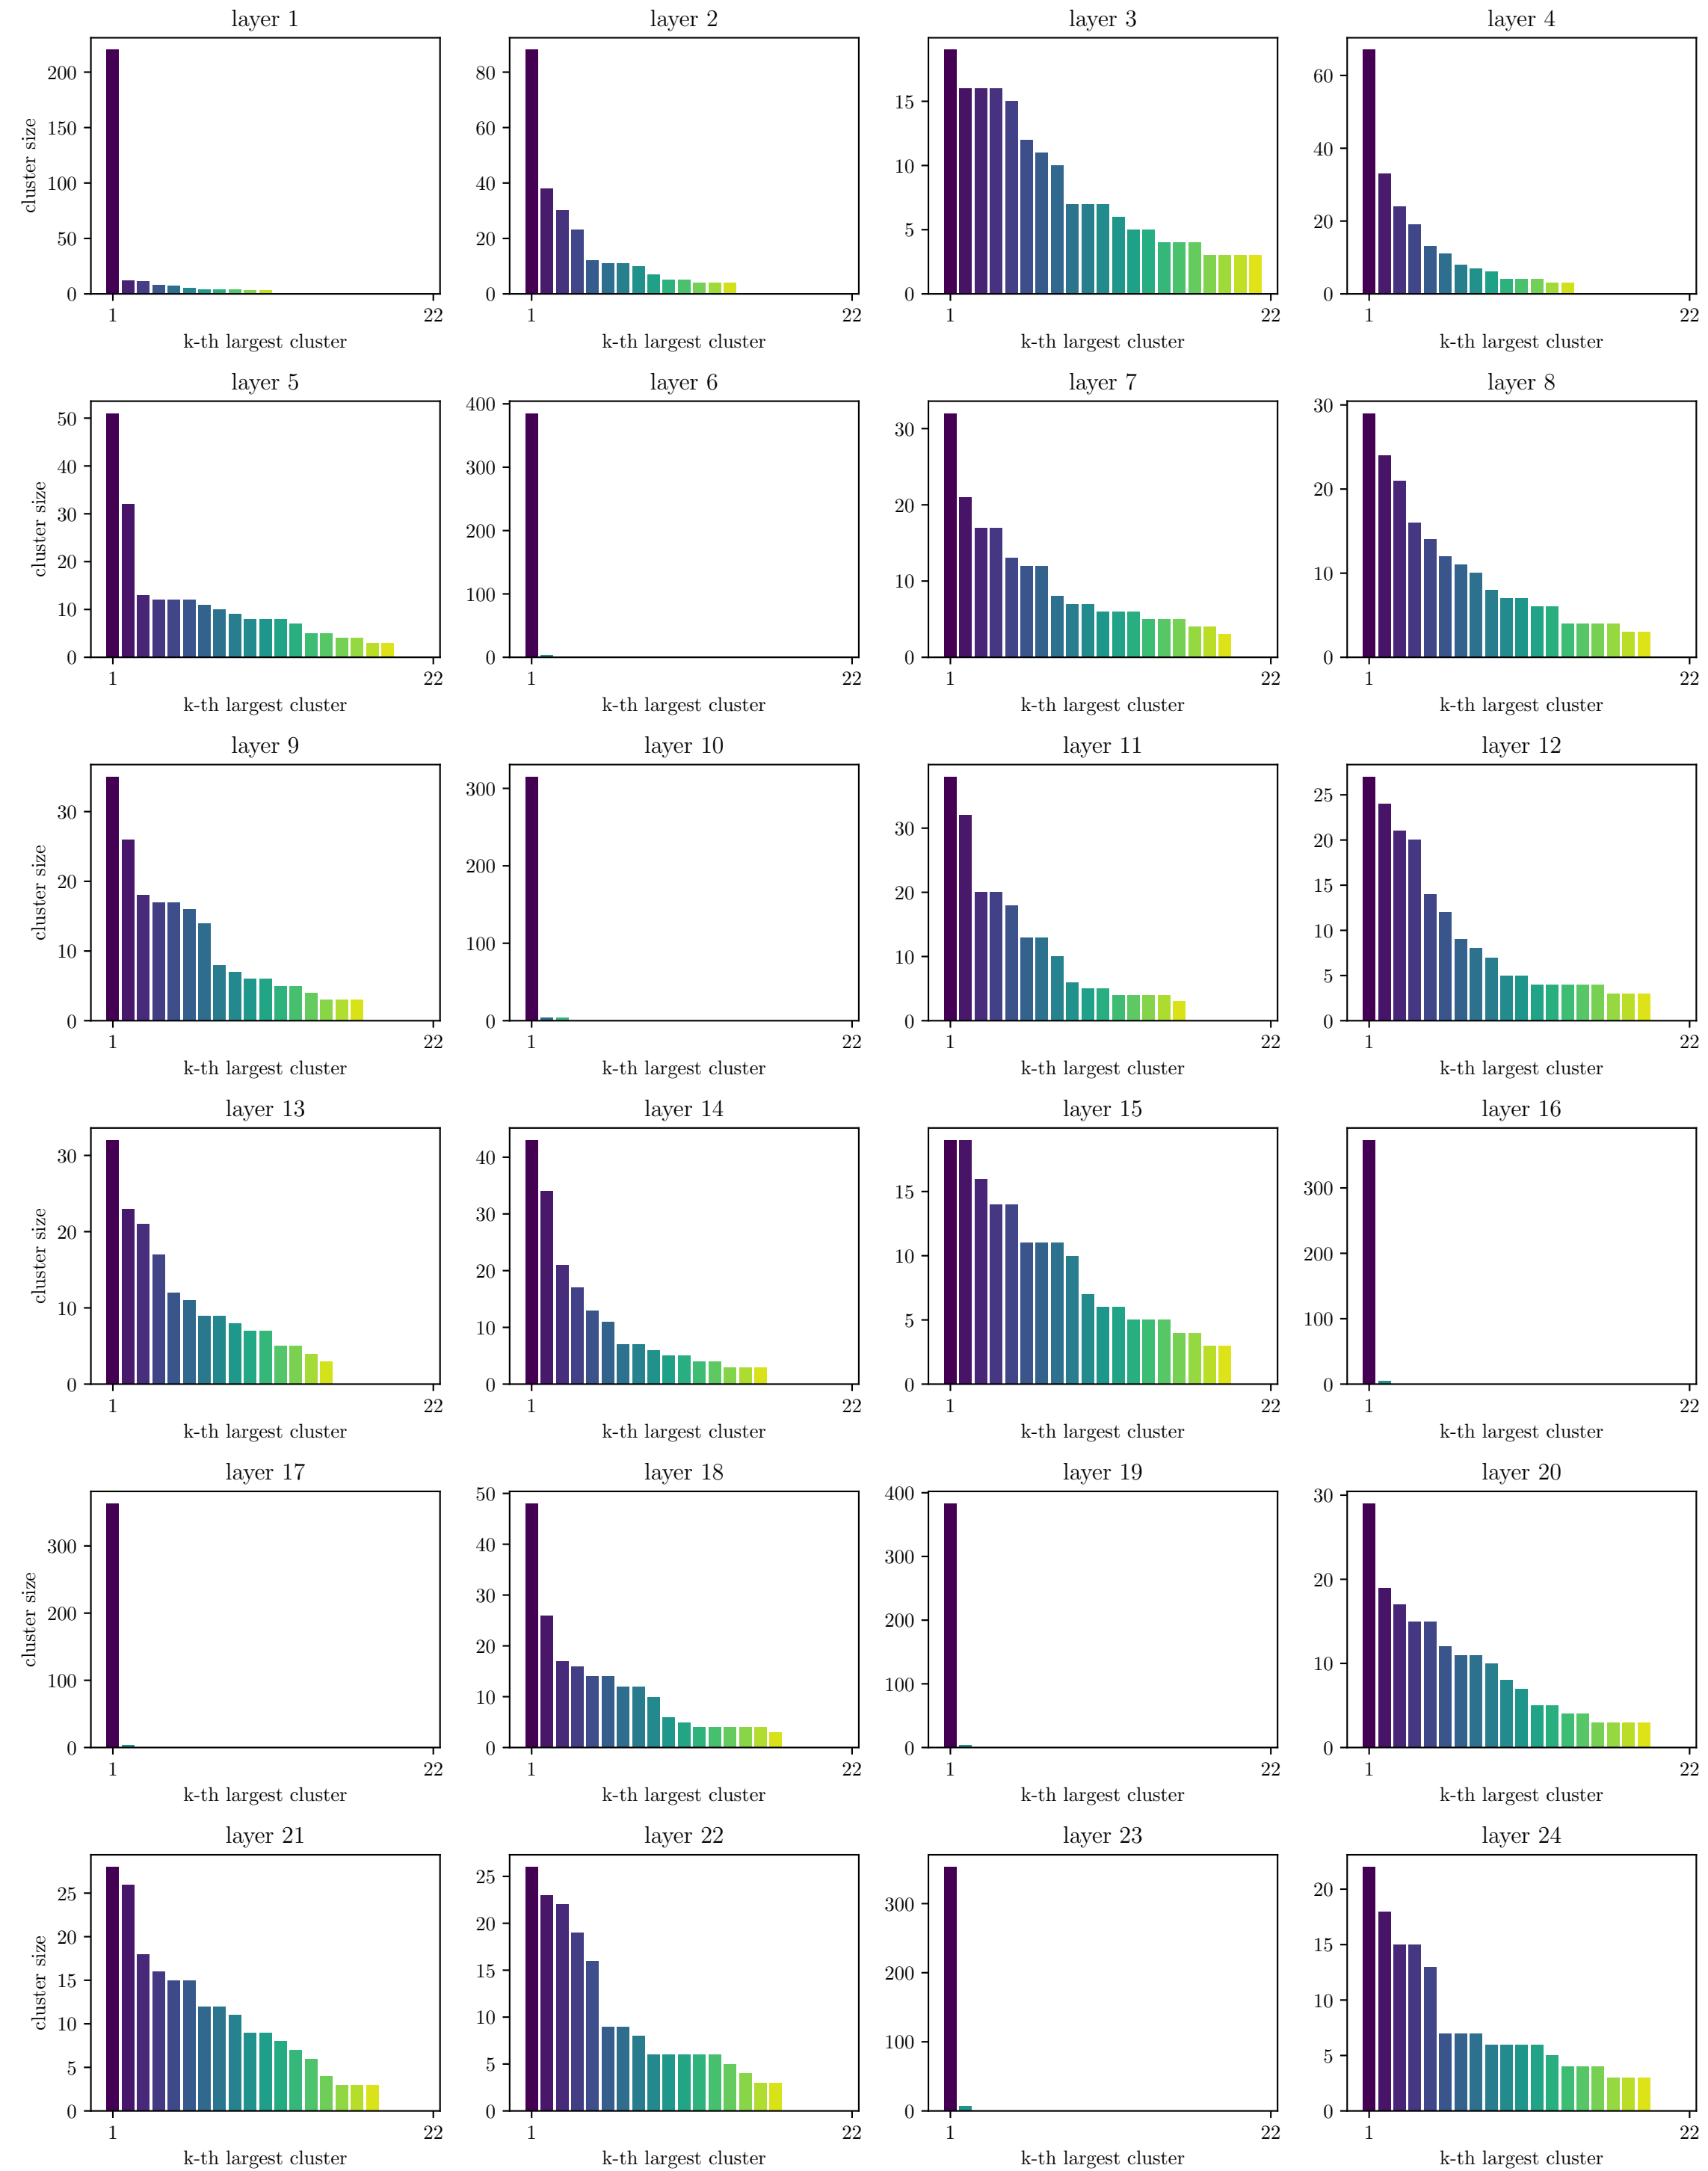 layer 1
layer 2
layer 3
layer 4
cluster size
200
150
100
50
0
80
60
40
20
0
15
10
5
0
60
40
20
0
1
22
1
22
1
22
1
22
k-th largest cluster
k-th largest cluster
k-th largest cluster
k-th largest cluster
layer 5
layer 6
layer 7
layer 8
cluster size
50
40
30
20
10
0
400
300
200
100
0
30
20
10
0
30
20
10
0
1
22
1
22
1
22
1
22
k-th largest cluster
k-th largest cluster
k-th largest cluster
k-th largest cluster
layer 9
layer 10
layer 11
layer 12
cluster size
30
20
10
0
300
200
100
0
30
20
10
0
25
20
15
10
5
0
1
22
1
22
1
22
1
22
k-th largest cluster
k-th largest cluster
k-th largest cluster
k-th largest cluster
layer 13
layer 14
layer 15
layer 16
cluster size
30
20
10
0
40
30
20
10
0
15
10
5
0
300
200
100
0
1
22
1
22
1
22
1
22
k-th largest cluster
k-th largest cluster
k-th largest cluster
k-th largest cluster
layer 17
layer 18
layer 19
layer 20
cluster size
300
200
100
0
50
40
30
20
10
0
400
300
200
100
0
30
20
10
0
1
22
1
22
1
22
1
22
k-th largest cluster
k-th largest cluster
k-th largest cluster
k-th largest cluster
layer 21
layer 22
layer 23
layer 24
cluster size
25
20
15
10
5
0
25
20
15
10
5
0
300
200
100
0
20
15
10
5
0
1
22
1
22
1
22
1
22
k-th largest cluster
k-th largest cluster
k-th largest cluster
k-th largest cluster